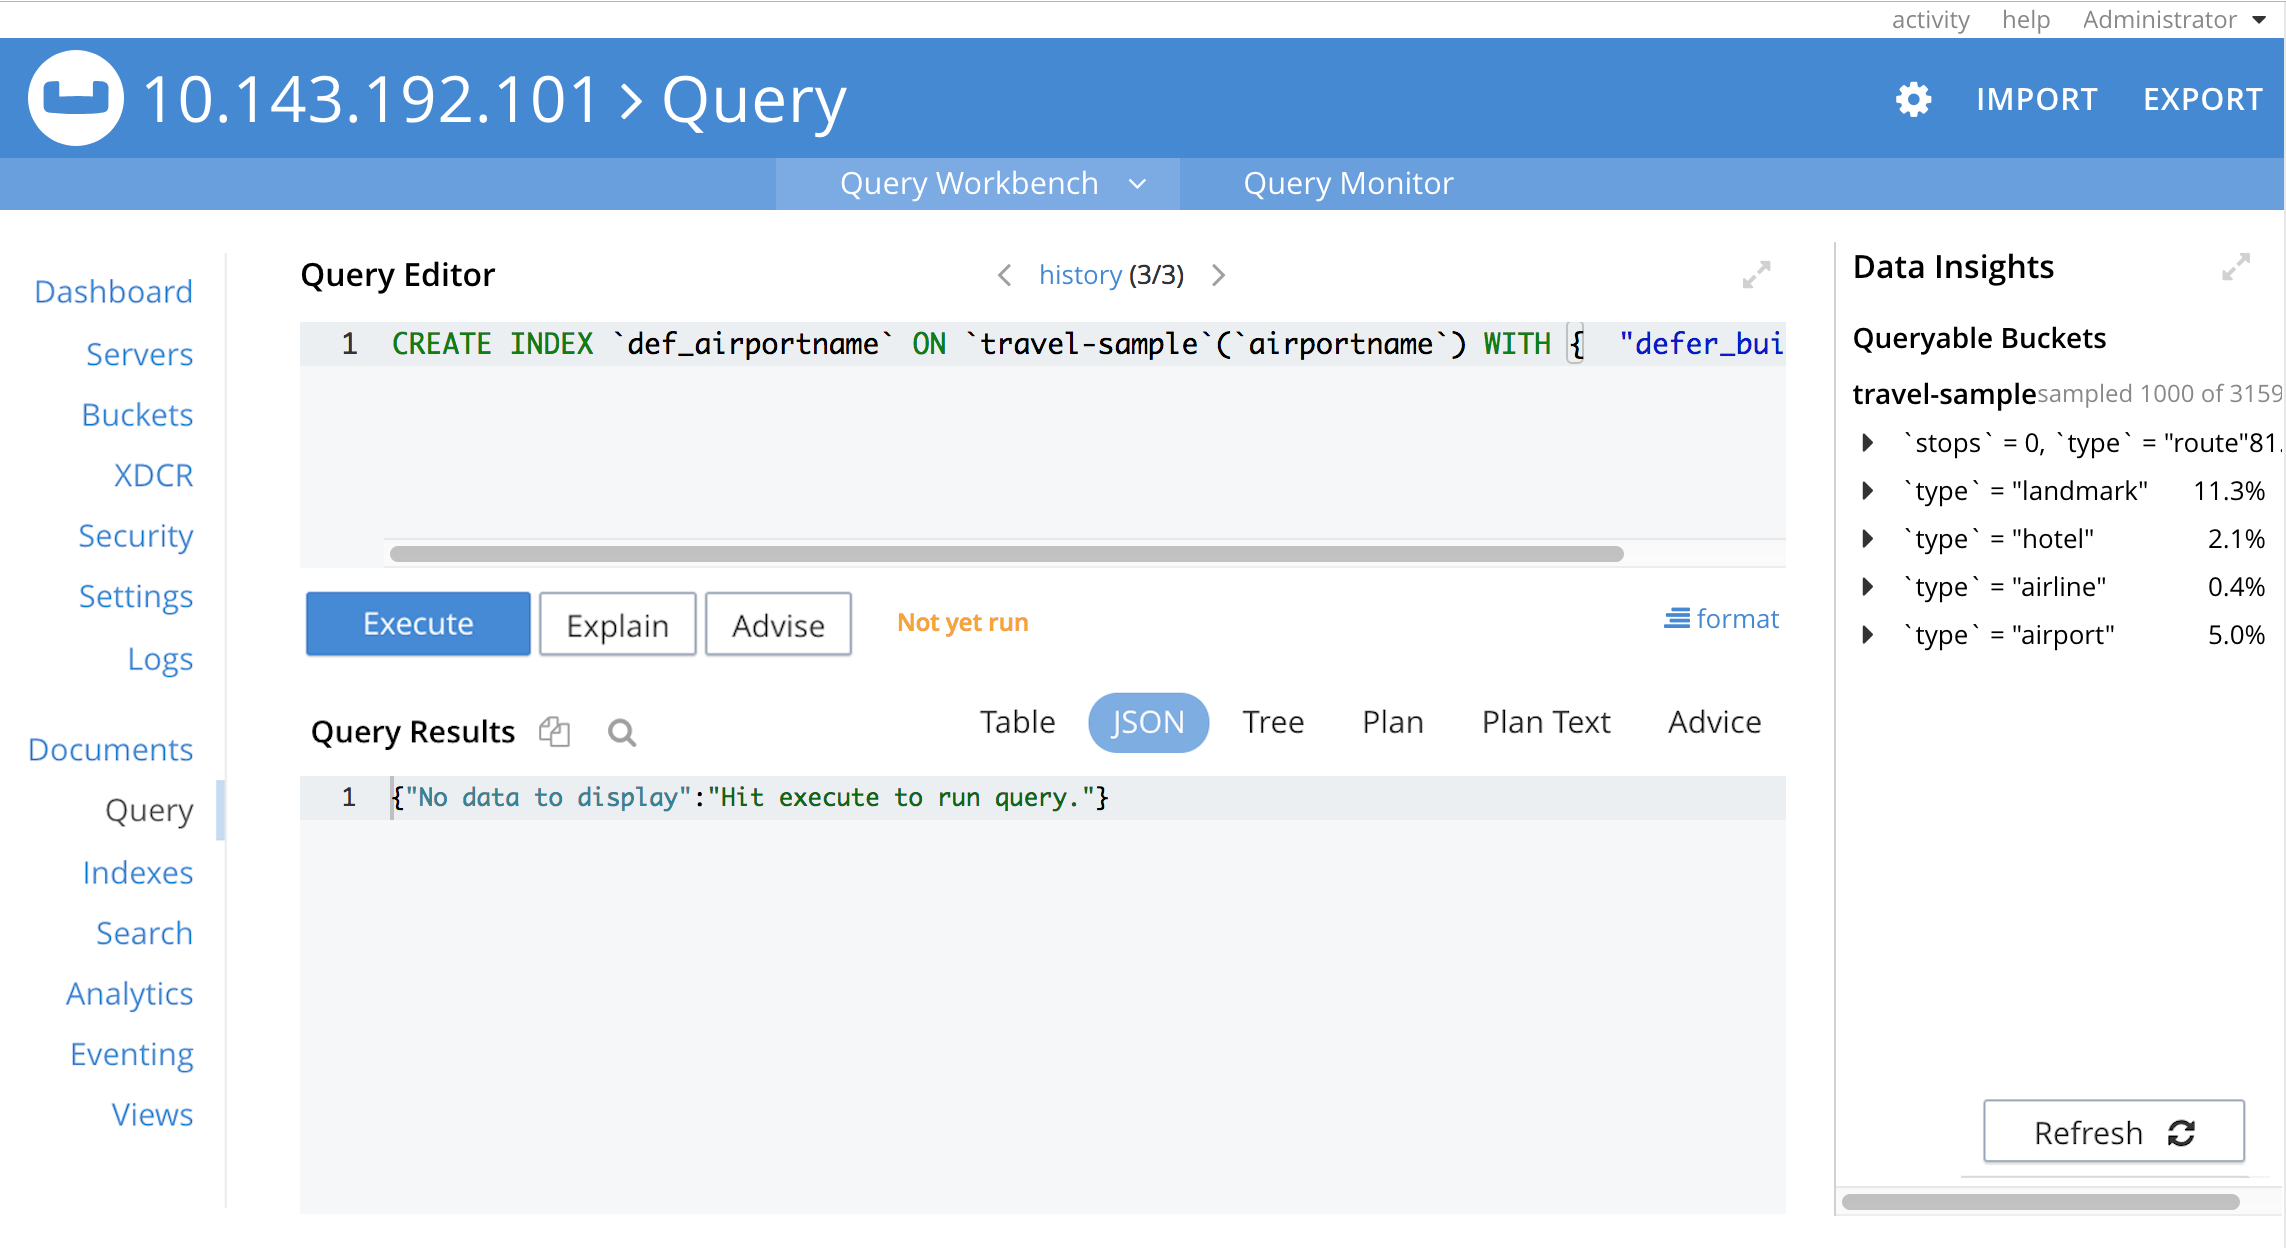 activity help Administrator
10.143.192.101 > Query
IMPORT EXPORT
Query Workbench Query Monitor
Dashboard
Servers
Buckets
XDCR
Security
Settings
Logs
Documents
Query
Indexes
Search
Analytics
Eventing
Views
Query Editor
history (3/3)
1 CREATE INDEX `def_airportname` ON `travel-sample`(`airportname`) WITH { "defer_bui
Execute Explain Advise Not yet run format
Query Results
Table JSON Tree Plan Plan Text Advice
1 {"No data to display":"Hit execute to run query."}
Data Insights
Queryable Buckets
travel-sample sampled 1000 of 3159
`stops` = 0, `type` = "route" 81.
`type` = "landmark" 11.3%
`type` = "hotel" 2.1%
`type` = "airline" 0.4%
`type` = "airport" 5.0%
Refresh